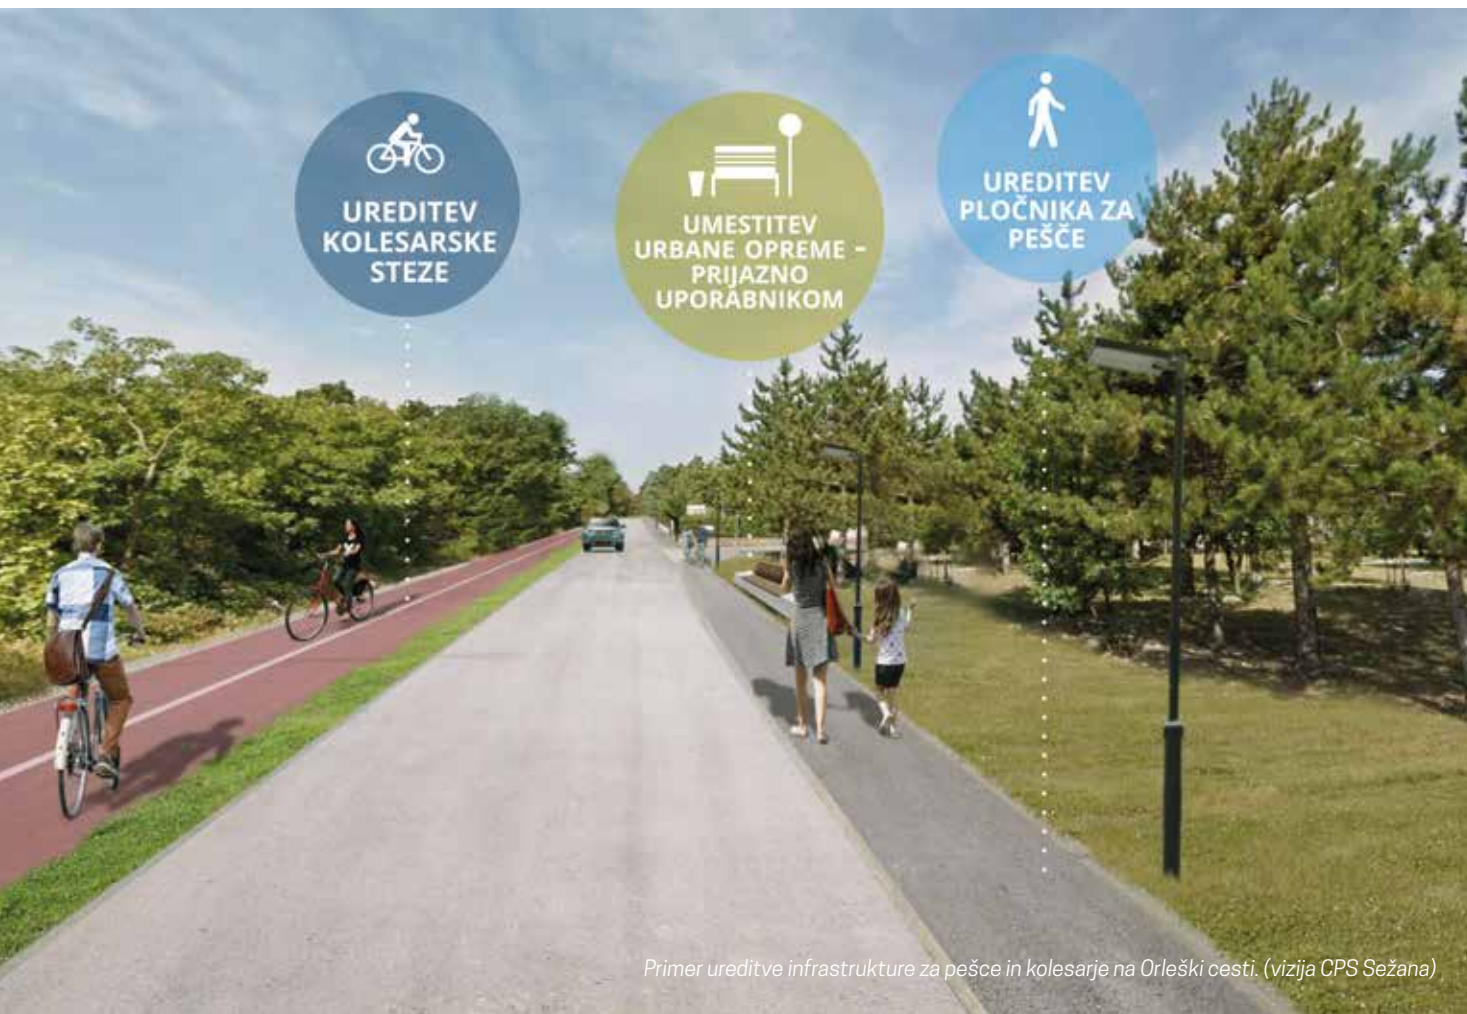 UREDITEV
KOLESARSKE
STEZE
UMESTITEV
URBANE OPREME -
PRIJAZNO
UPORABNIKOM
UREDITEV
PLOČNIKA ZA
PEŠČE
Primer ureditve infrastrukture za pešce in kolesarje na Orleški cesti. (vizija CPS Sežana)